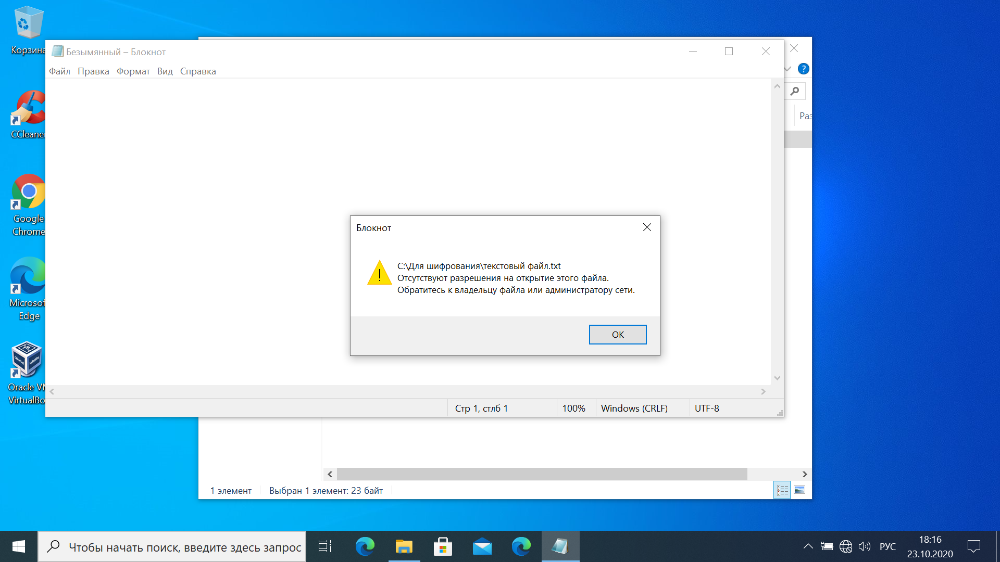 Корзина
CCleaner
Google
Chrome
Microsof
Edge
Oracle VM
VirtualBo
Безымянный – Блокнот
Файл Правка Формат Вид Справка
?
Раз
Блокнот
C:\Для шифрования\текстовый файл.txt
Отсутствуют разрешения на открытие этого файла.
Обратитесь к владельцу файла или администратору сети.
ОК
Стр 1, стлб 1 100% Windows (CRLF) UTF-8
1 элемент Выбран 1 элемент: 23 байт
Чтобы начать поиск, введите здесь запрос
РУС
18:16
23.10.2020